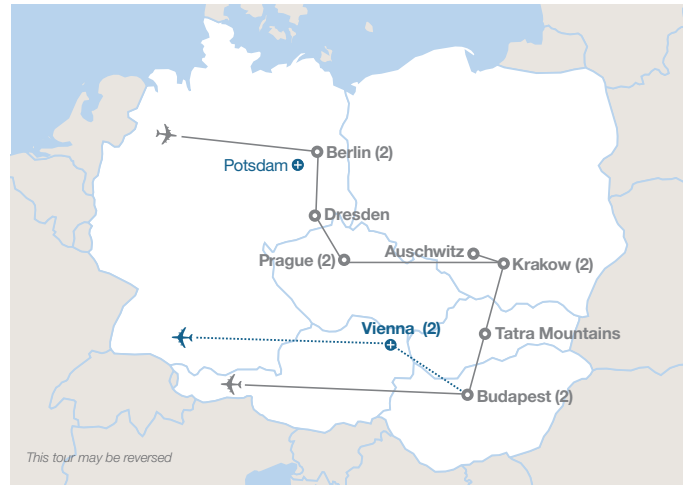 Berlin (2)
Potsdam
Dresden
Auschwitz
Prague (2)
Krakow (2)
Vienna (2)
Tatra Mountains
Budapest (2)
This tour may be reversed